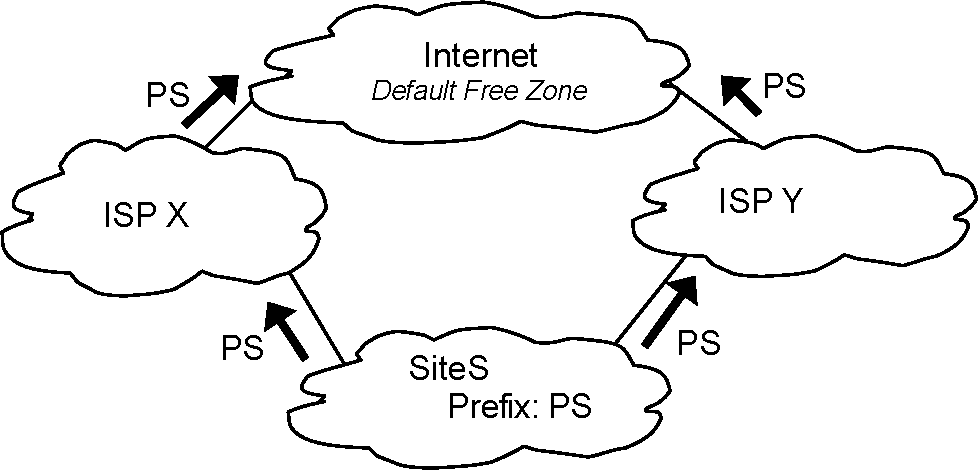 Internet
Default Free Zone
PS
PS
ISP X
ISP Y
PS
PS
SiteS
Prefix: PS